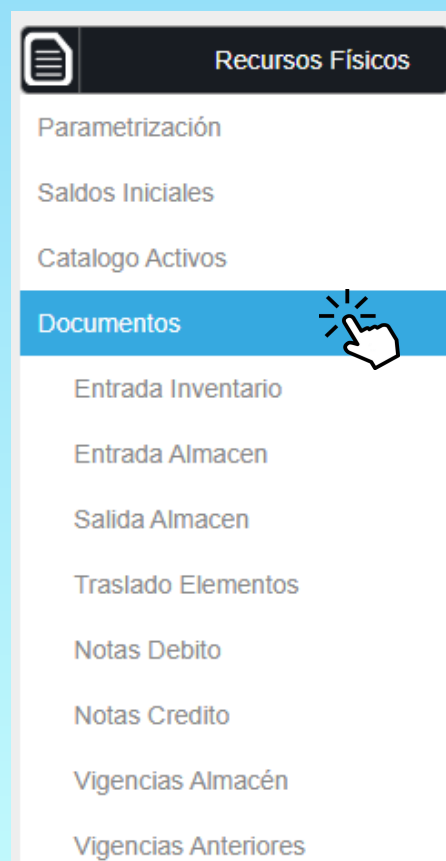 Recursos Físicos
Parametrización
Saldos Iniciales
Catalogo Activos
Documentos
Entrada Inventario
Entrada Almacen
Salida Almacen
Traslado Elementos
Notas Debito
Notas Credito
Vigencias Almacén
Vigencias Anteriores